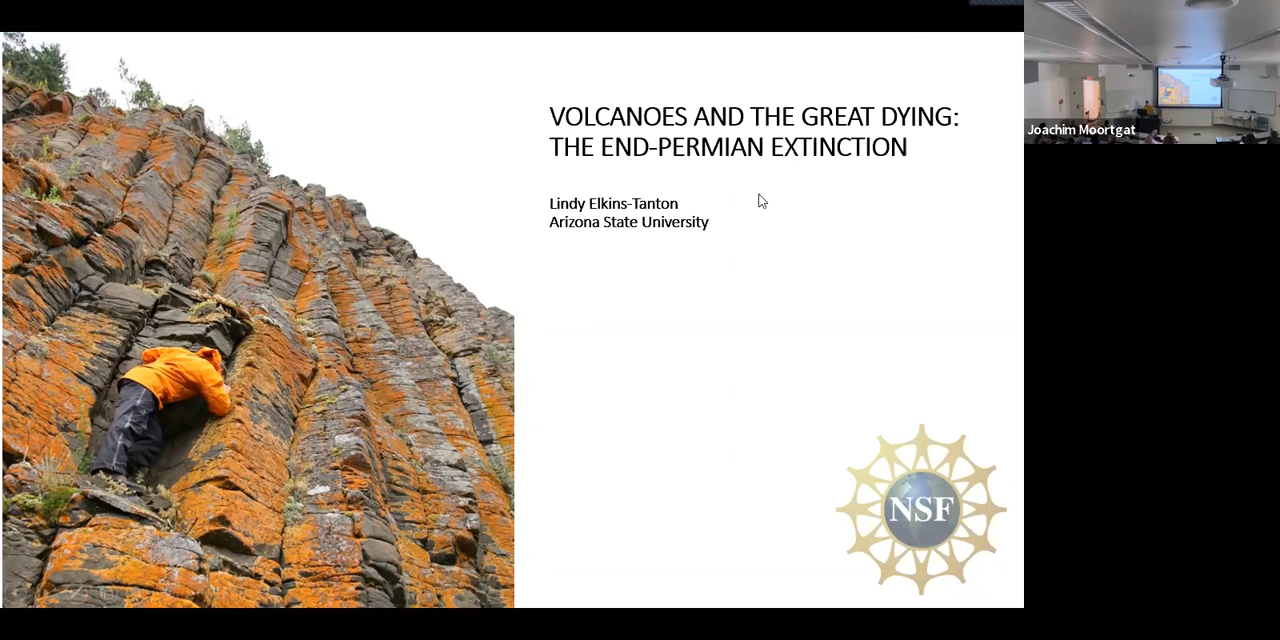 VOLCANOES AND THE GREAT DYING:
THE END-PERMIAN EXTINCTION
Lindy Elkins-Tanton
Arizona State University
NSF
Joachim Moortgat